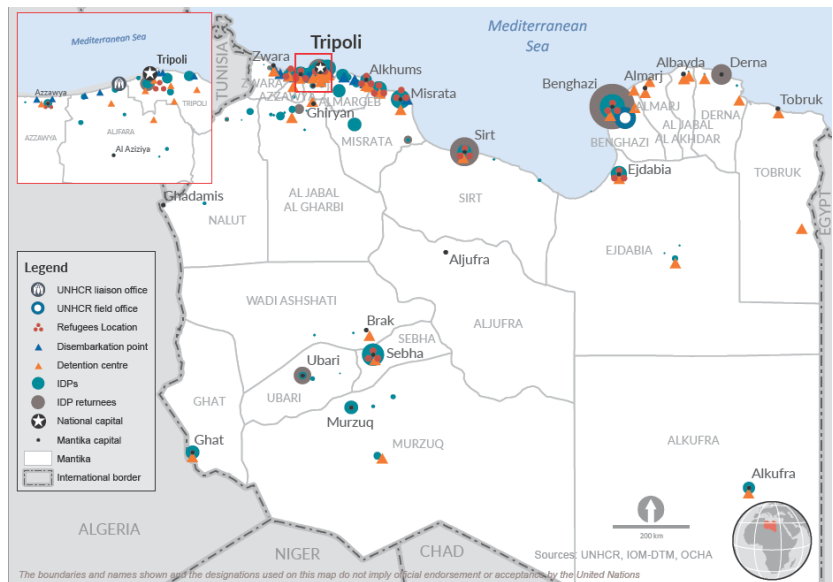 Mediterranean Sea
Tripoli
Azzawya
TRIPOLI
AZZAWYA
ALJFARA
Al Aziziya
Mediterranean
Sea
TUNISIA
Zwara
Tripoli
Alkhums
Misrata
ZWARA
AZZAWYA
ALMARGEB
Ghiryan
MISRATA
Sirt
Benghazi
Almarj
Albayda
Derna
Tobruk
ALMARJ
BENGHAZI
AL JABAL
AL AKHDAR
DERNA
TOBRUK
Ejdabia
EGYPT
Ghadamis
NALUT
AL JABAL
AL GHARBI
SIRT
EJDABIA
Aljufra
ALJUFRA
WADI ASHSHATI
Brak
SEBHA
Sebha
Ubari
UBARI
GHAT
Ghat
Murzuq
MURZUQ
ALKUFRA
Alkufra
Legend
UNHCR liaison office
UNHCR field office
Refugees Location
Disembarkation point
Detention centre
IDPs
IDP returnees
National capital
Mantika capital
Mantika
International border
ALGERIA
NIGER
CHAD
200 km
Sources: UNHCR, IOM-DTM, OCHA
The boundaries and names shown and the designations used on this map do not imply official endorsement or acceptance by the United Nations